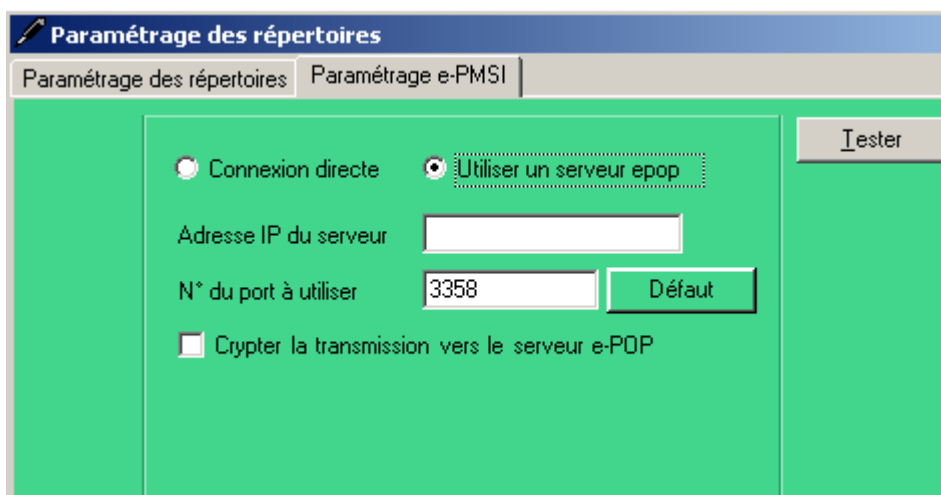 Paramétrage des répertoires
Paramétrage des répertoires Paramétrage e-PMSI
Tester
Connexion directe Utiliser un serveur epop
Adresse IP du serveur
N° du port à utiliser 3358 Défaut
Crypter la transmission vers le serveur e-POP